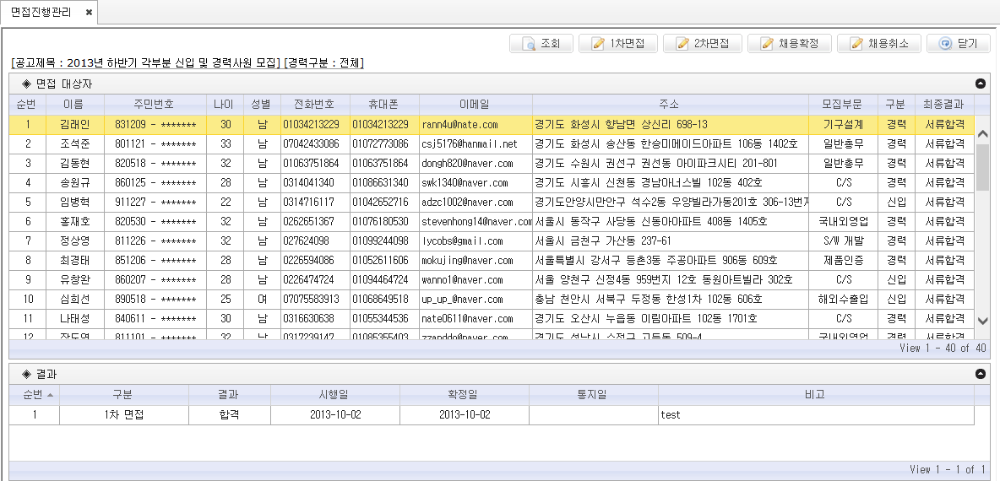 면접진행관리 ×
조회 1차면접 2차면접 채용확정 채용취소 닫기
[공고제목 : 2013년 하반기 각부분 신입 및 경력사원 모집] [경력구분 : 전체]
◈ 면접 대상자
순번 이름 주민번호 나이 성별 전화번호 휴대폰 이메일 주소 모집부문 구분 최종결과
1 김래인 831209 - ******* 30 남 01034213229 01034213229 rann4u@nate.com 경기도 화성시 향남면 상신리 698-13 기구설계 경력 서류합격
2 조석준 801121 - ******* 33 남 07042433086 01072773086 csj5176@hanmail.net 경기도 화성시 송산동 한승미메이드아파트 106동 1402호 일반총무 경력 서류합격
3 김동현 820518 - ******* 32 남 01063751864 01063751864 dongh820@naver.com 경기도 수원시 권선구 권선동 아이파크시티 201-801 일반총무 경력 서류합격
4 송원규 860125 - ******* 28 남 0314041340 01086631340 swk1340@naver.com 경기도 시흥시 신천동 경남아너스빌 102동 402호 C/S 경력 서류합격
5 임병혁 911227 - ******* 22 남 0314716117 01042652716 adzc1002@naver.com 경기도안양시만안구 석수2동 우양빌라가동201호 306-13번지 C/S 신입 서류합격
6 홍재호 820530 - ******* 32 남 0262651367 01076180530 stevenhong14@naver.com 서울시 동작구 사당동 신동아아파트 408동 1405호 국내외영업 경력 서류합격
7 정상영 811226 - ******* 32 남 027624098 01099244098 lycobs@gmail.com 서울시 금천구 가산동 237-61 S/W 개발 경력 서류합격
8 최경태 851206 - ******* 28 남 0226594086 01052611606 mokujing@naver.com 서울특별시 강서구 등촌3동 주공아파트 906동 609호 제품인증 경력 서류합격
9 유창완 860207 - ******* 28 남 0226474724 01094464724 wanno1@naver.com 서울 양천구 신정4동 959번지 12호 동원아트빌라 302호 C/S 신입 서류합격
10 심희선 890518 - ******* 25 여 07075583913 01068649518 up_up_@naver.com 충남 천안시 서북구 두정동 한성1차 102동 606호 해외수출입 신입 서류합격
11 나태성 840611 - ******* 30 남 0316630638 01055344536 nate0611@naver.com 경기도 오산시 누읍동 이림아파트 102동 1701호 C/S 경력 서류합격
12 장도영 811101 - ******* 32 남 0317239147 01085355403 zzanddo@naver.com 경기도 성남시 수정구 고등동 509-4 국내외영업 경력 서류합격
View 1 - 40 of 40
◈ 결과
순번 구분 결과 시행일 확정일 통지일 비고
1 1차 면접 합격 2013-10-02 2013-10-02 test
View 1 - 1 of 1